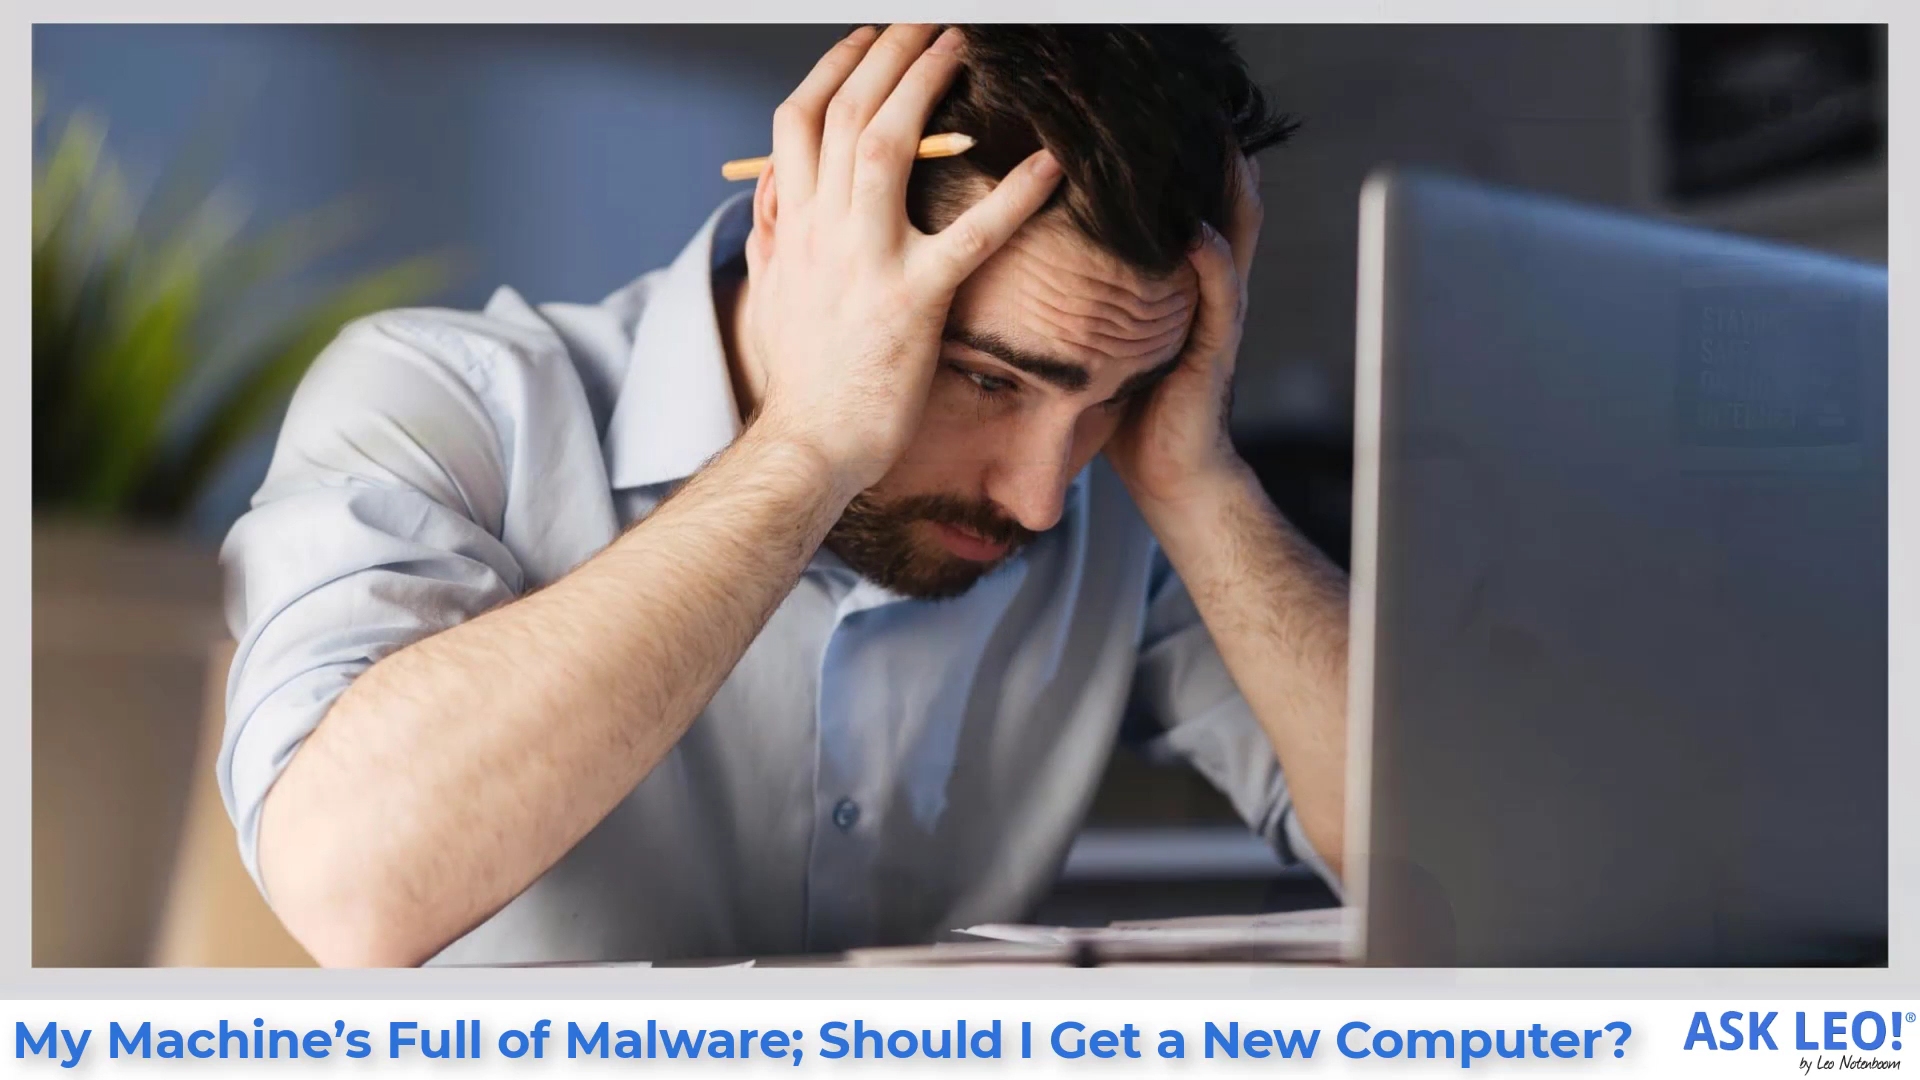 My Machine’s Full of Malware; Should I Get a New Computer?
ASK LEO!®
by Leo Notenboom